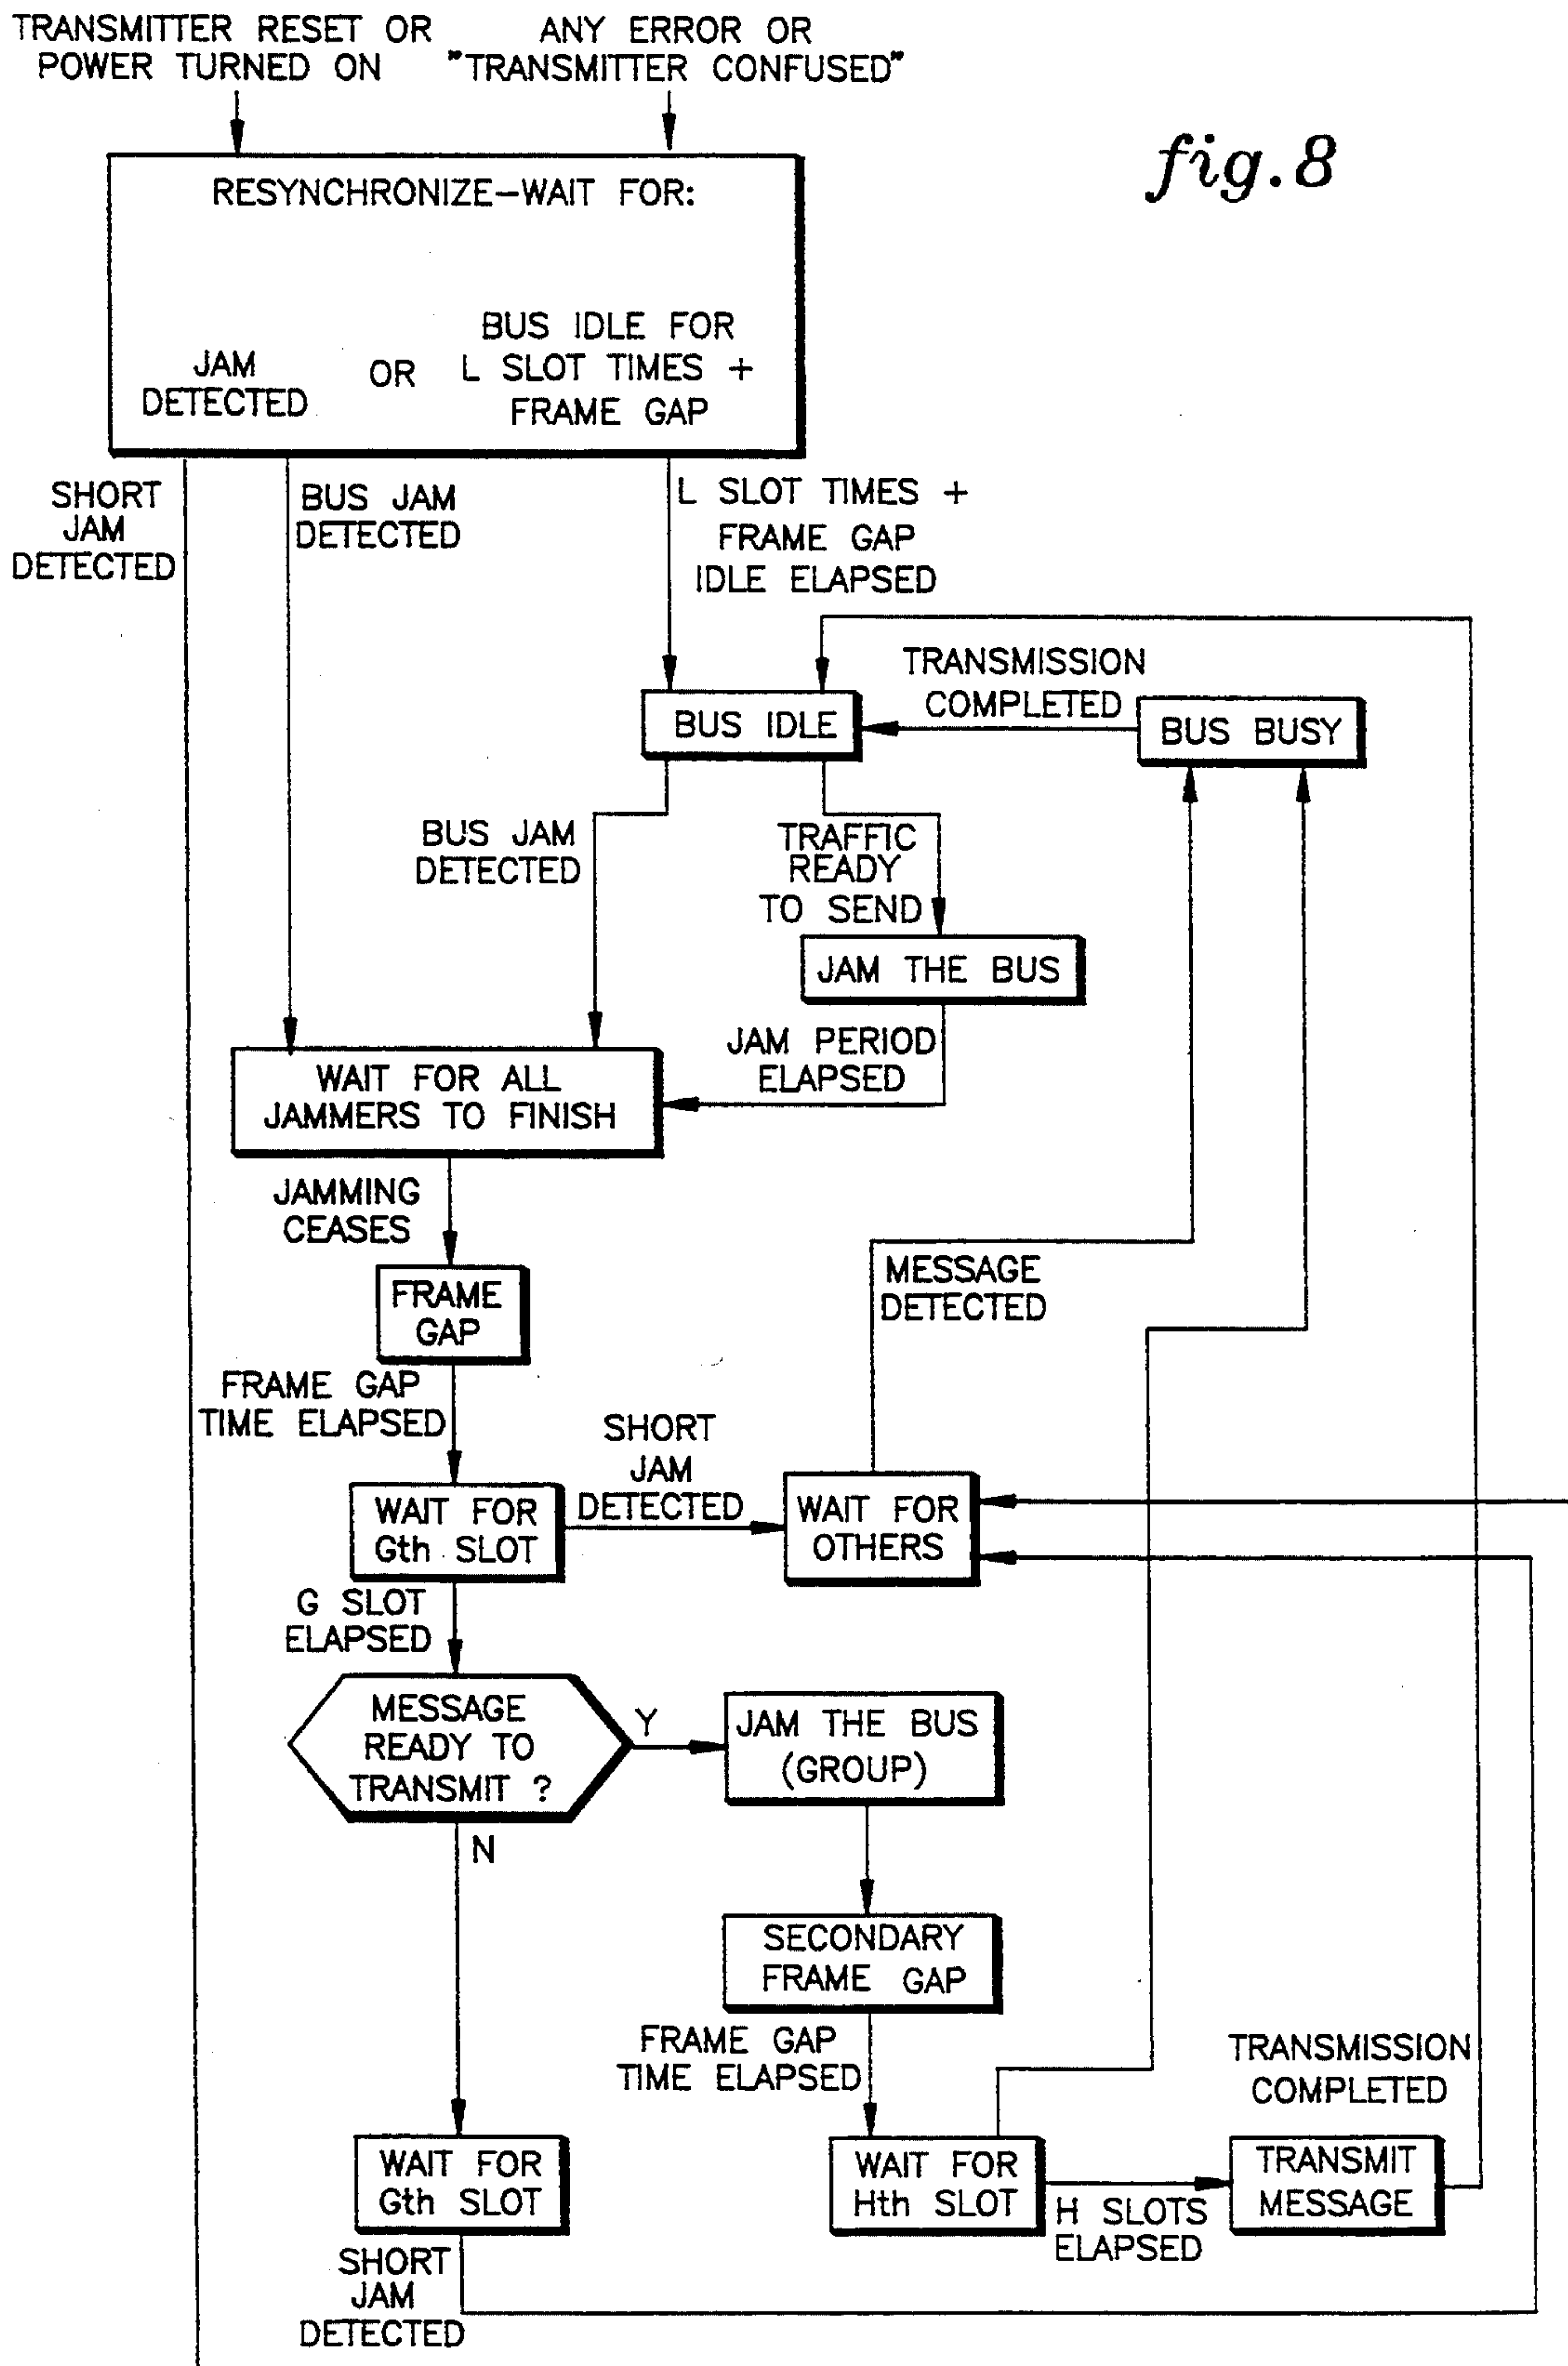 TRANSMITTER RESET OR
POWER TURNED ON
ANY ERROR OR
"TRANSMITTER CONFUSED"
fig.8
RESYNCHRONIZE-WAIT FOR:
JAM
DETECTED
OR
BUS IDLE FOR
L SLOT TIMES +
FRAME GAP
SHORT
JAM
DETECTED
BUS JAM
DETECTED
L SLOT TIMES +
FRAME GAP
IDLE ELAPSED
TRANSMISSION
COMPLETED
BUS IDLE
BUS BUSY
BUS JAM
DETECTED
TRAFFIC
READY
TO SEND
JAM THE BUS
JAM PERIOD
ELAPSED
WAIT FOR ALL
JAMMERS TO FINISH
JAMMING
CEASES
FRAME
GAP
MESSAGE
DETECTED
FRAME GAP
TIME ELAPSED
SHORT
JAM
DETECTED
WAIT FOR
Gth SLOT
WAIT FOR
OTHERS
G SLOT
ELAPSED
MESSAGE
READY TO
TRANSMIT ?
Y
JAM THE BUS
(GROUP)
N
SECONDARY
FRAME GAP
FRAME GAP
TIME ELAPSED
TRANSMISSION
COMPLETED
WAIT FOR
Gth SLOT
WAIT FOR
Hth SLOT
H SLOTS
ELAPSED
TRANSMIT
MESSAGE
SHORT
JAM
DETECTED